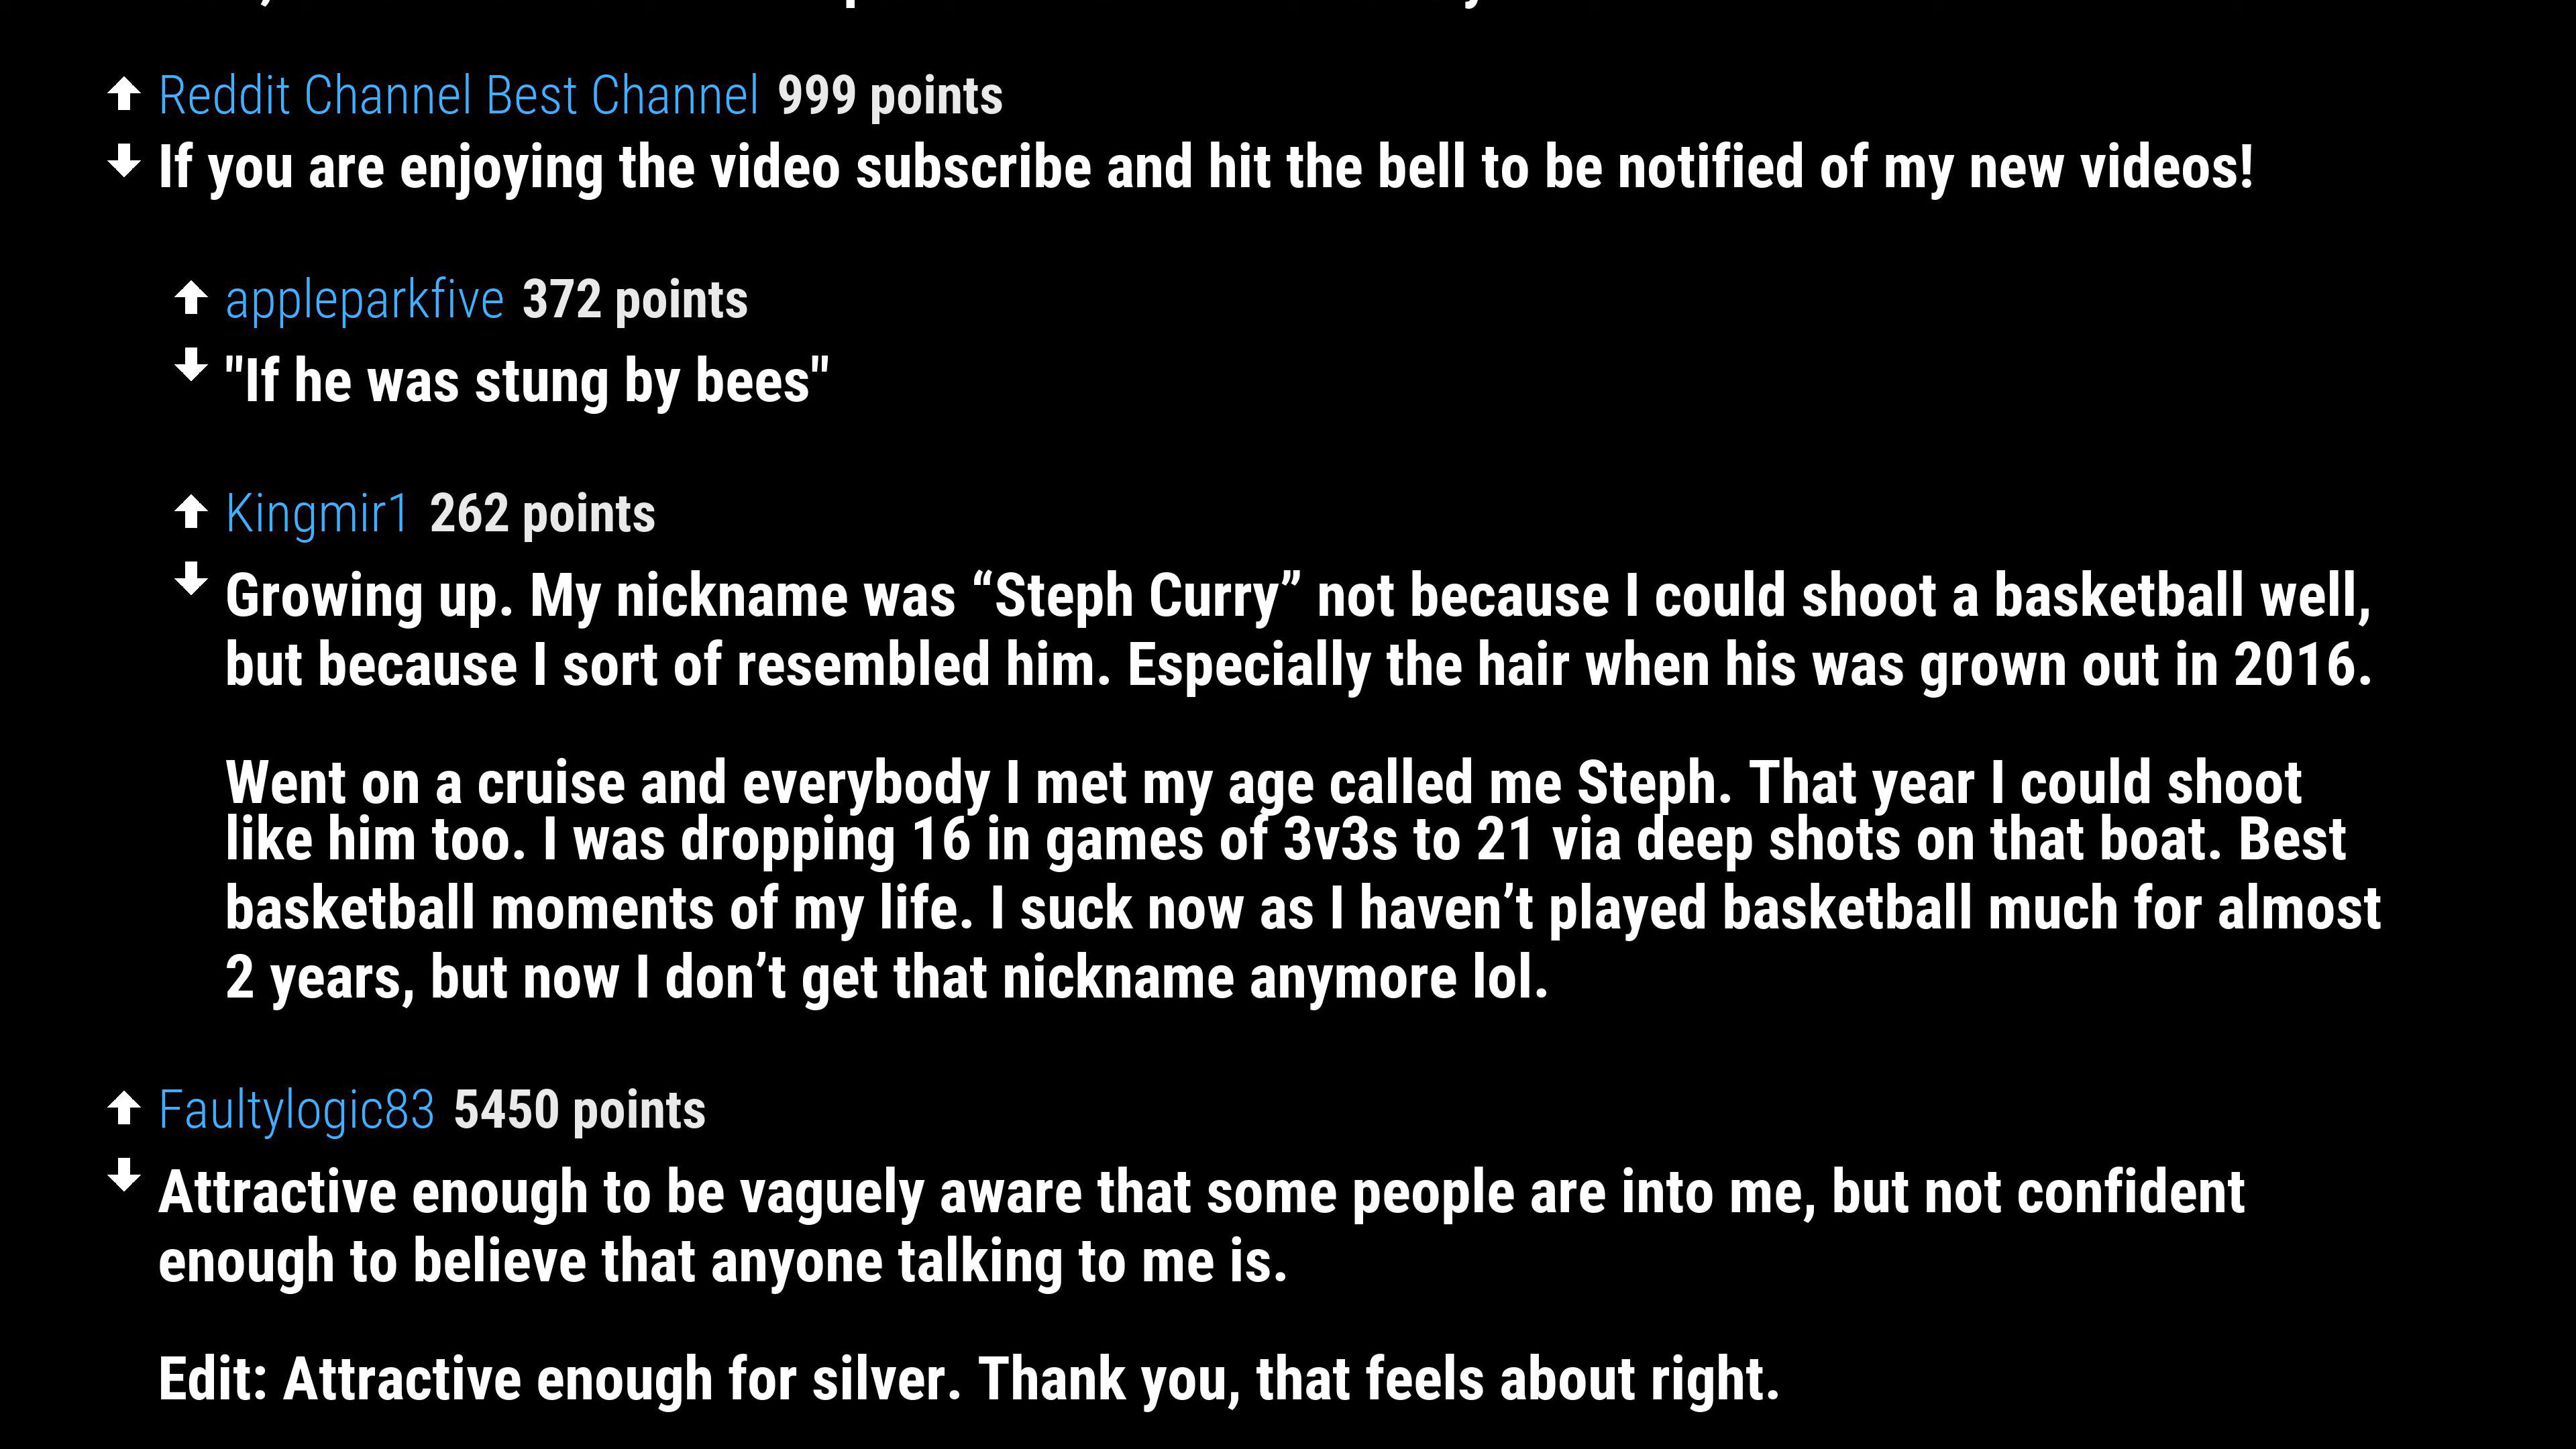 Reddit Channel Best Channel 999 points
If you are enjoying the video subscribe and hit the bell to be notified of my new videos!
appleparkfive 372 points
"If he was stung by bees"
Kingmir1 262 points
Growing up. My nickname was “Steph Curry” not because I could shoot a basketball well,
but because I sort of resembled him. Especially the hair when his was grown out in 2016.
Went on a cruise and everybody I met my age called me Steph. That year I could shoot
like him too. I was dropping 16 in games of 3v3s to 21 via deep shots on that boat. Best
basketball moments of my life. I suck now as I haven’t played basketball much for almost
2 years, but now I don’t get that nickname anymore lol.
Faultylogic83 5450 points
Attractive enough to be vaguely aware that some people are into me, but not confident
enough to believe that anyone talking to me is.
Edit: Attractive enough for silver. Thank you, that feels about right.